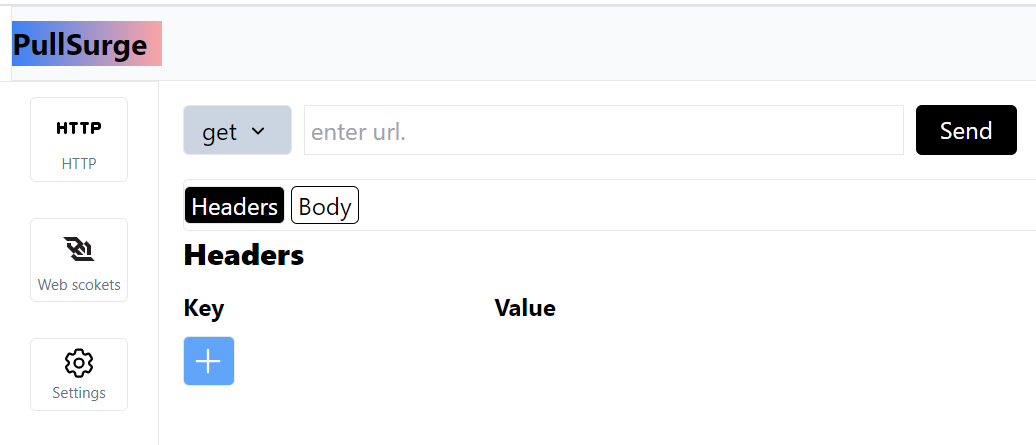 PullSurge
HTTP
HTTP
Web scokets
Settings
get
enter url.
Send
Headers Body
Headers
Key Value